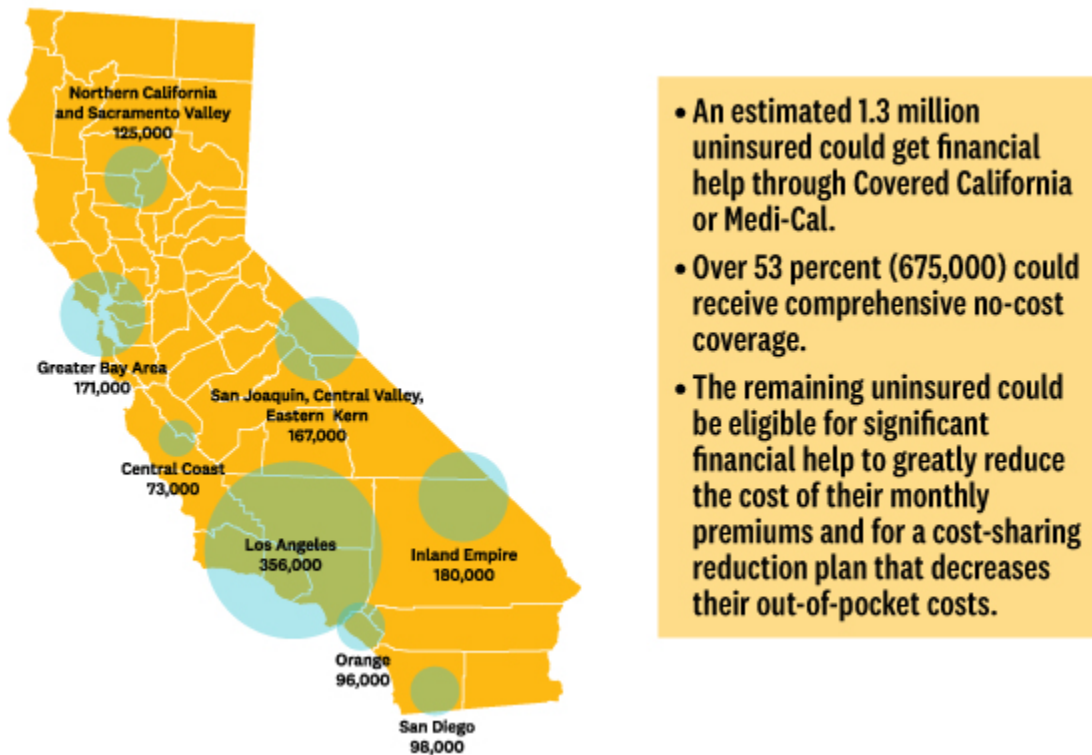 Northern California
and Sacramento Valley
125,000
Greater Bay Area
171,000
San Joaquin, Central Valley,
Eastern Kern
167,000
Central Coast
73,000
Los Angeles
356,000
Inland Empire
180,000
Orange
96,000
San Diego
98,000
• An estimated 1.3 million
uninsured could get financial
help through Covered California
or Medi-Cal.
• Over 53 percent (675,000) could
receive comprehensive no-cost
coverage.
• The remaining uninsured could
be eligible for significant
financial help to greatly reduce
the cost of their monthly
premiums and for a cost-sharing
reduction plan that decreases
their out-of-pocket costs.